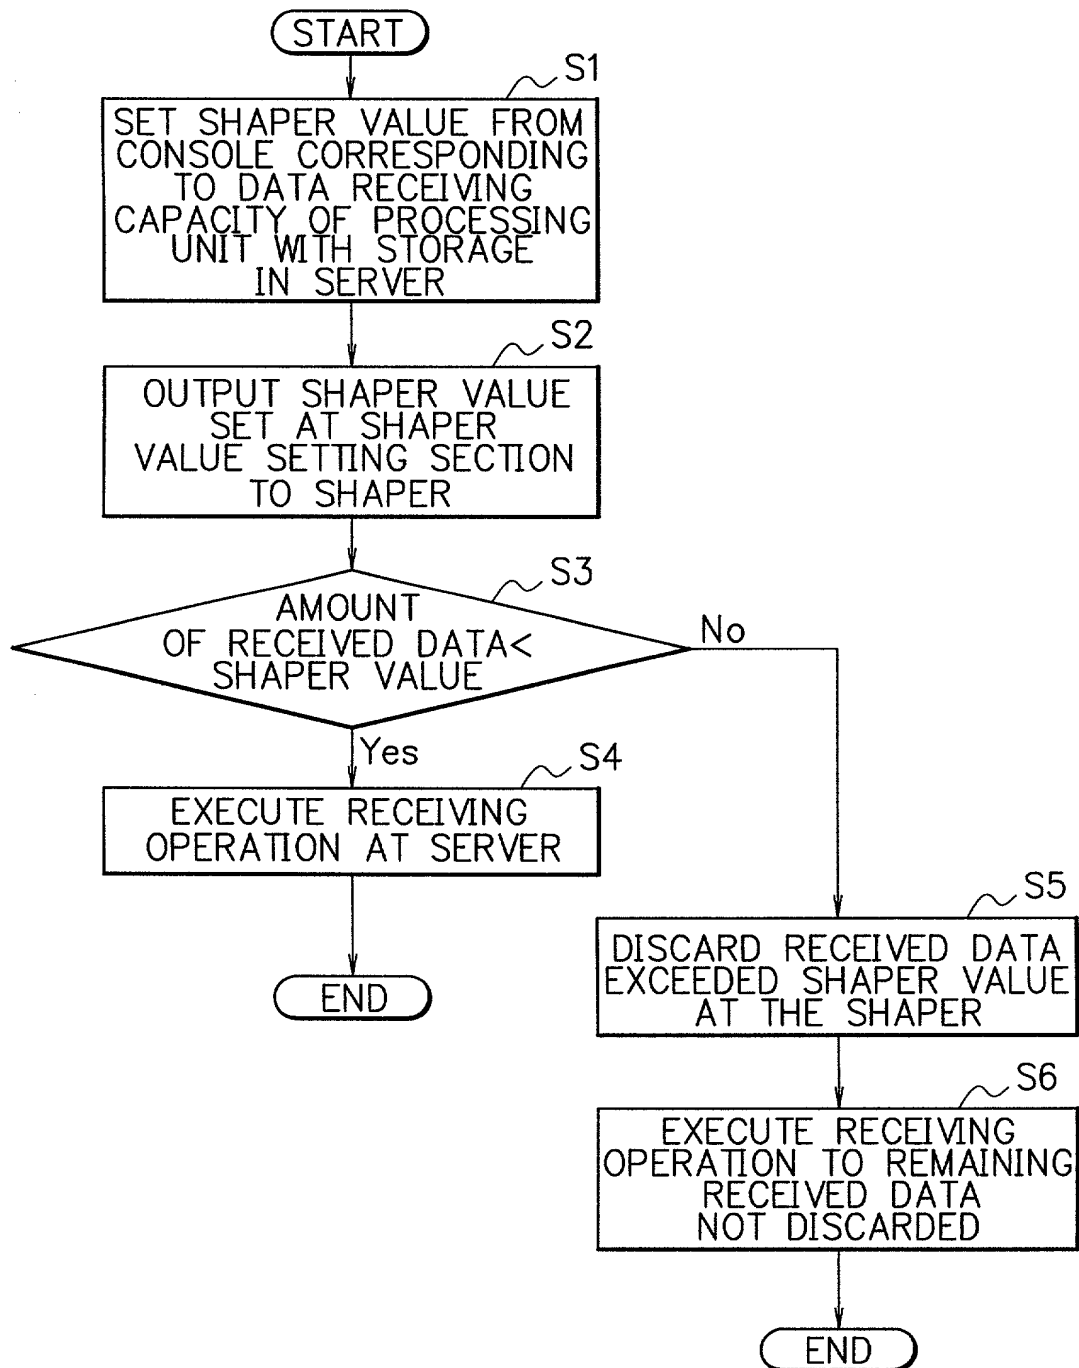 START
S1
SET SHAPER VALUE FROM
CONSOLE CORRESPONDING
TO DATA RECEIVING
CAPACITY OF PROCESSING
UNIT WITH STORAGE
IN SERVER
S2
OUTPUT SHAPER VALUE
SET AT SHAPER
VALUE SETTING SECTION
TO SHAPER
S3
AMOUNT
OF RECEIVED DATA<
SHAPER VALUE
No
Yes
S4
EXECUTE RECEIVING
OPERATION AT SERVER
END
S5
DISCARD RECEIVED DATA
EXCEEDED SHAPER VALUE
AT THE SHAPER
S6
EXECUTE RECEIVING
OPERATION TO REMAINING
RECEIVED DATA
NOT DISCARDED
END